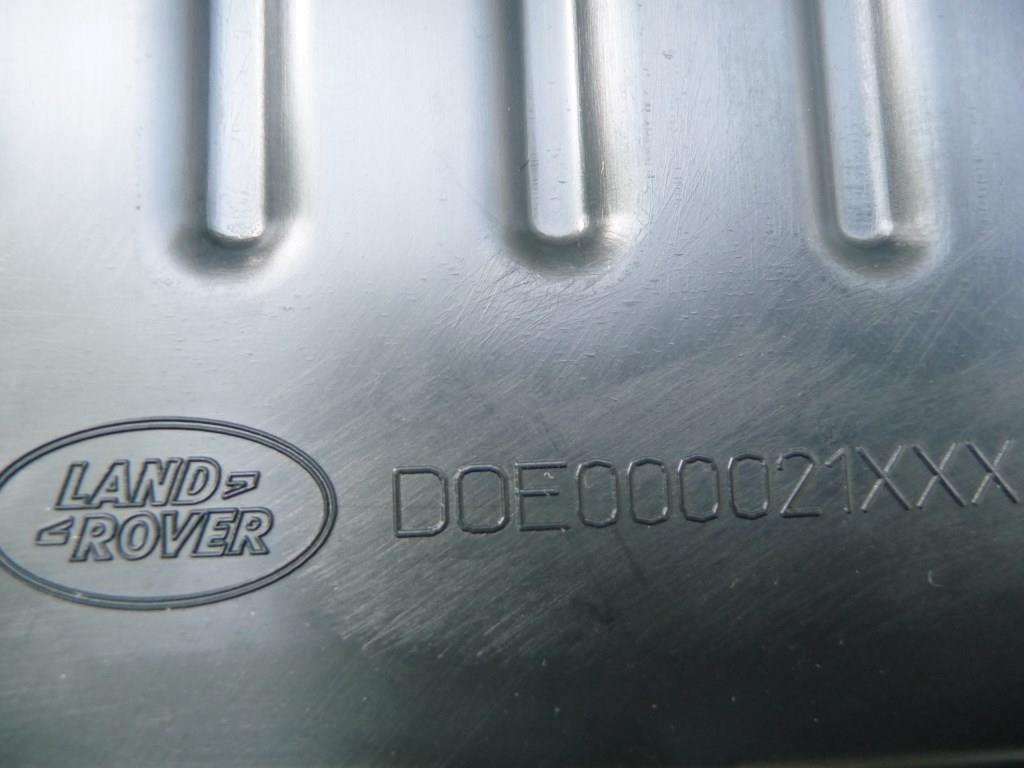 LAND
ROVER
DOE000021XXX